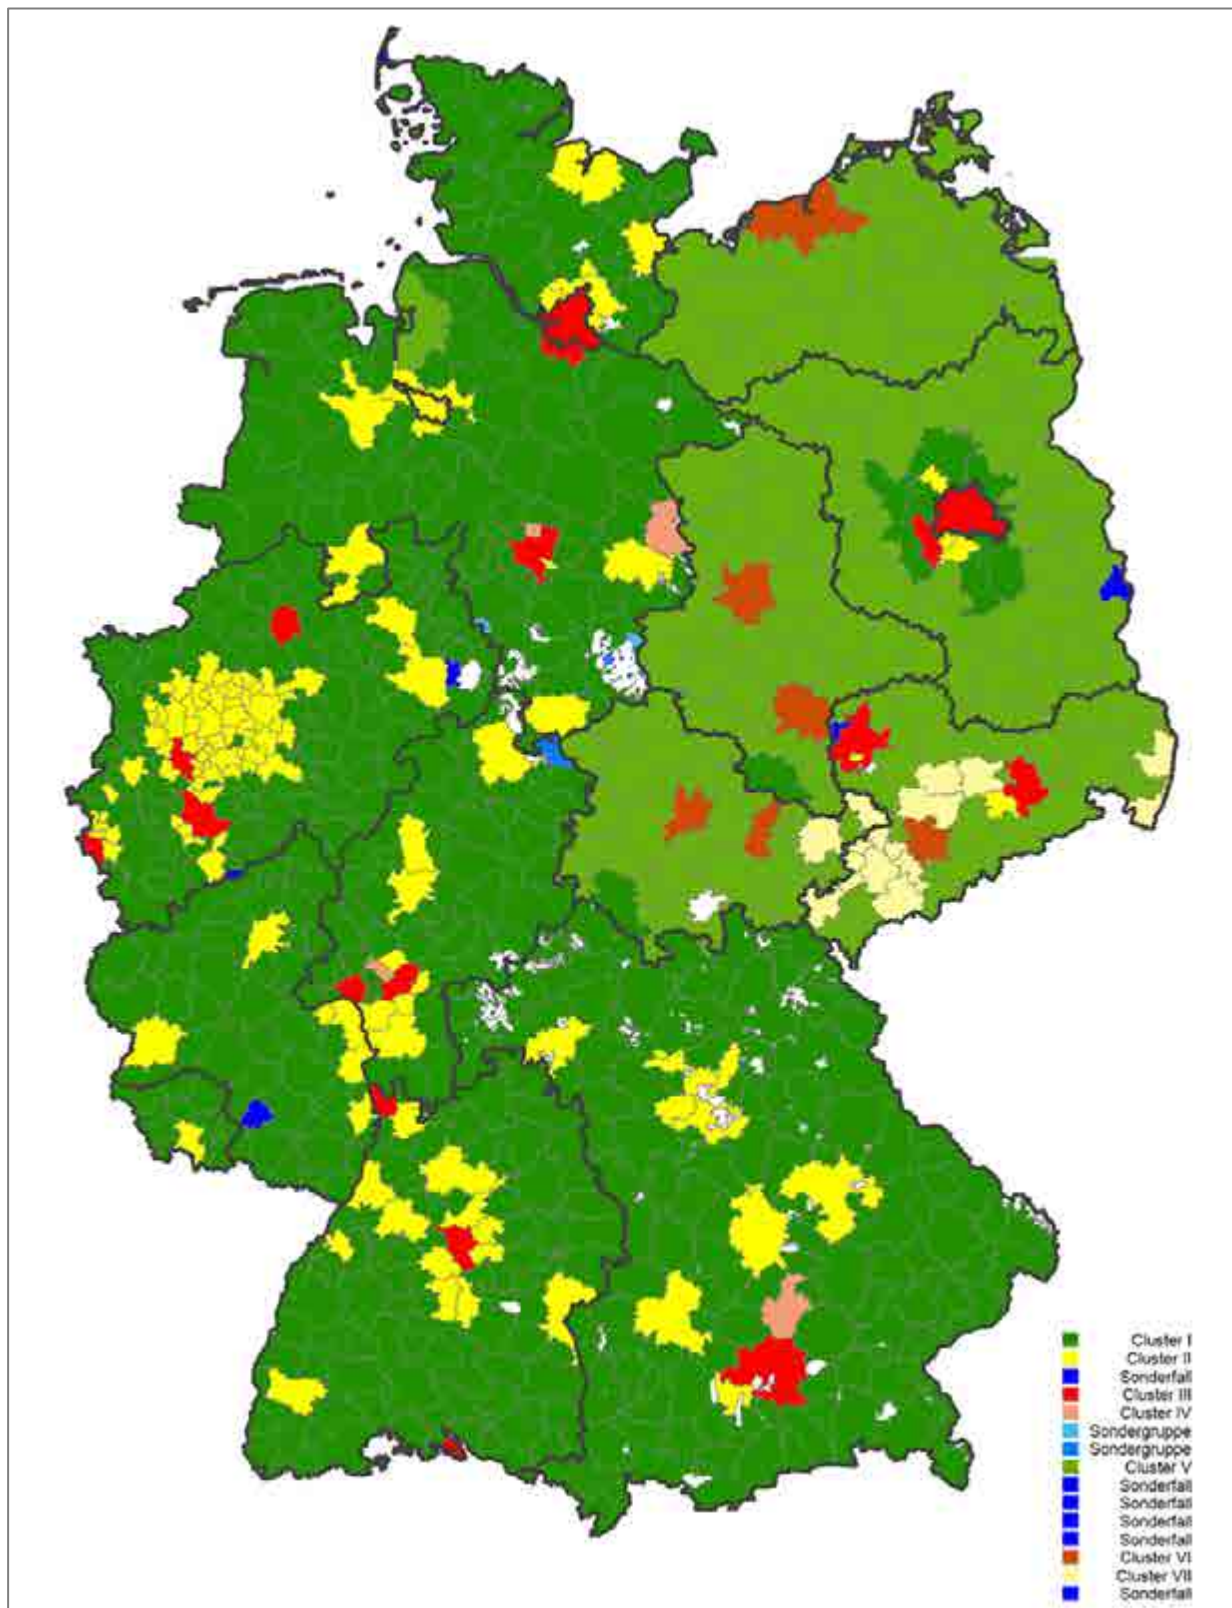 Cluster I
Cluster II
Sonderfall
Cluster III
Cluster IV
Sondergruppe
Sondergruppe
Cluster V
Sonderfall
Sonderfall
Sonderfall
Sonderfall
Cluster VI
Cluster VII
Sonderfall